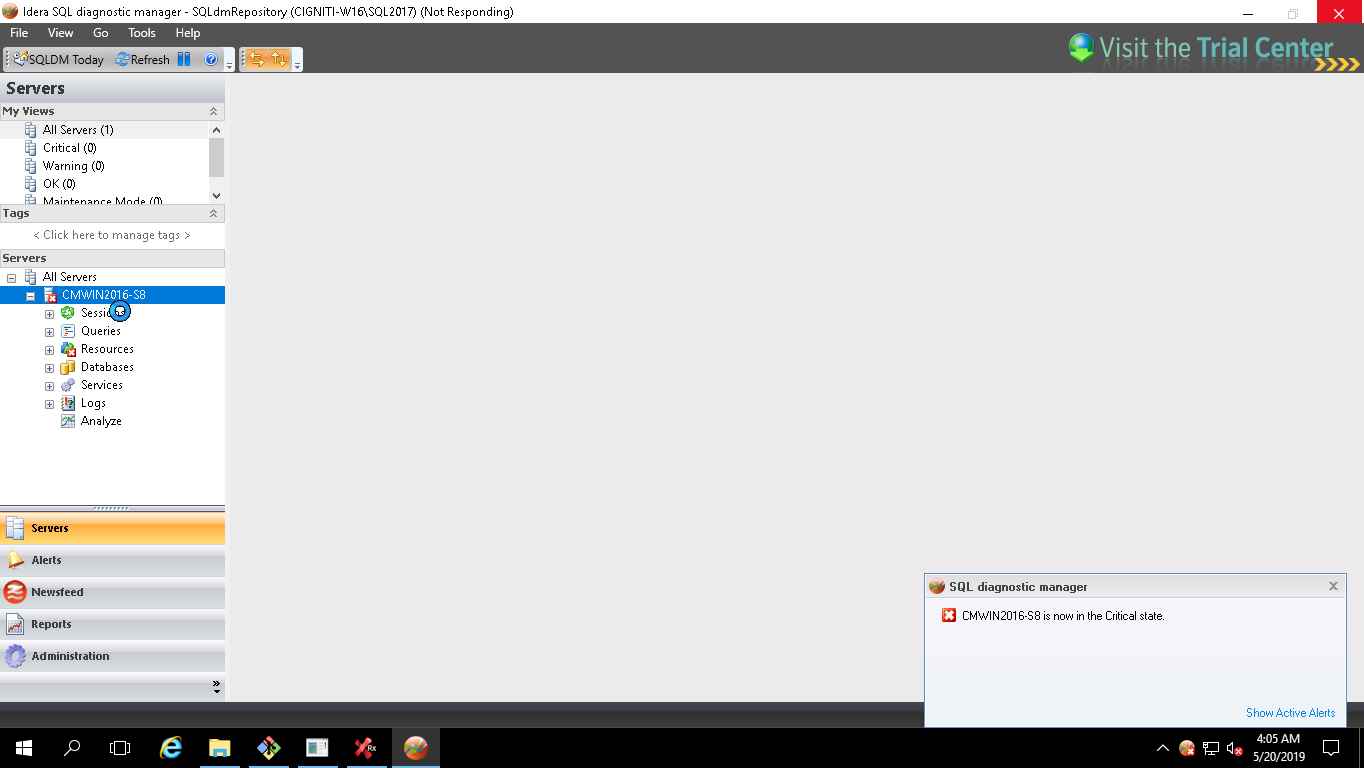 Idera SQL diagnostic manager - SQLdmRepository (CIGNITI-W16\SQL2017) (Not Responding)
File View Go Tools Help
SQLDM Today Refresh
Visit the Trial Center
Servers
My Views
All Servers (1)
Critical (0)
Warning (0)
OK (0)
Maintenance Mode (0)
Tags
< Click here to manage tags >
Servers
All Servers
CMWIN2016-S8
Queries
Resources
Databases
Services
Logs
Analyze
Servers
Alerts
Newsfeed
Reports
Administration
SQL diagnostic manager
CMWIN2016-S8 is now in the Critical state.
Show Active Alerts
Rx
4:05 AM
5/20/2019